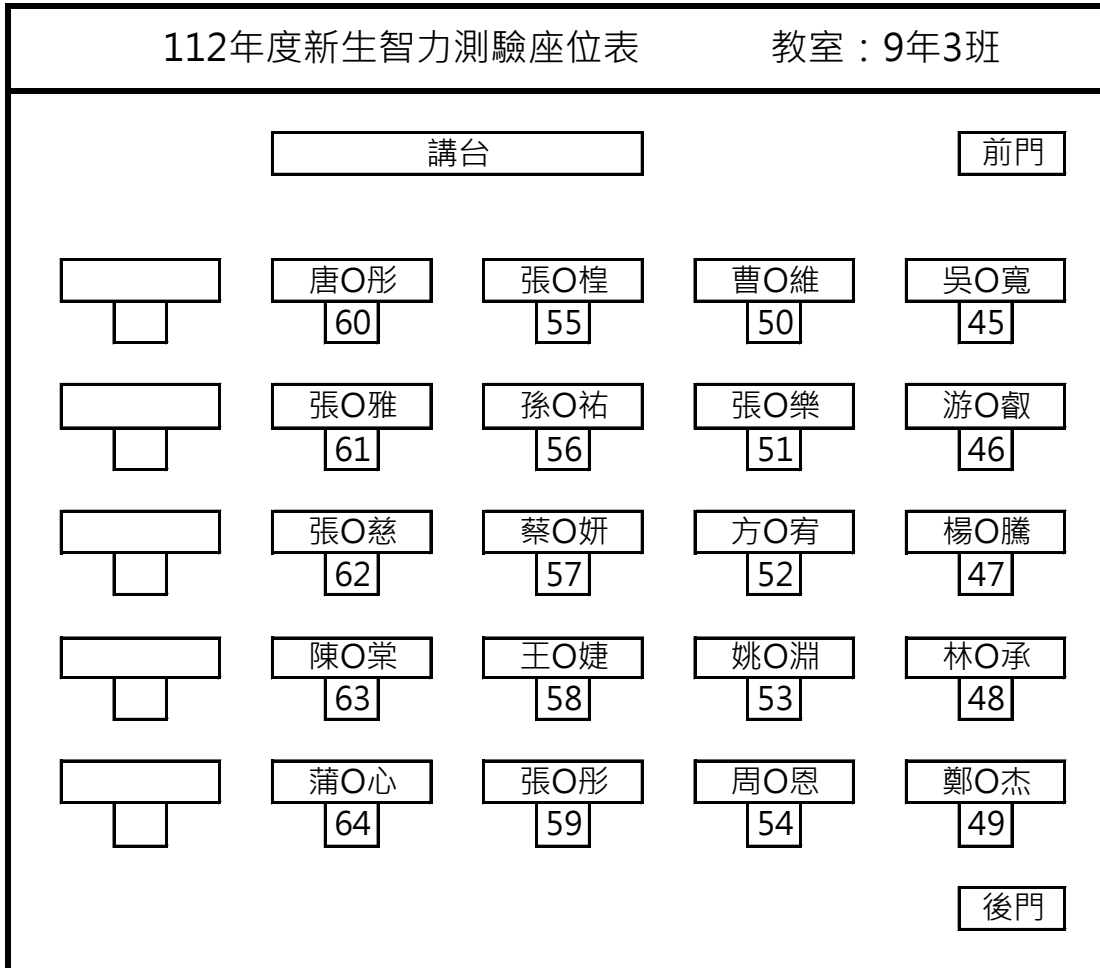 112年度新生智力測驗座位表 教室：9年3班
講台 前門
唐O彤 張O楻 曹O維 吳O寬
60 55 50 45
張O雅 孫O祐 張O樂 游O叡
61 56 51 46
張O慈 蔡O妍 方O宥 楊O騰
62 57 52 47
陳O棠 王O婕 姚O淵 林O承
63 58 53 48
蒲O心 張O彤 周O恩 鄭O杰
64 59 54 49
後門